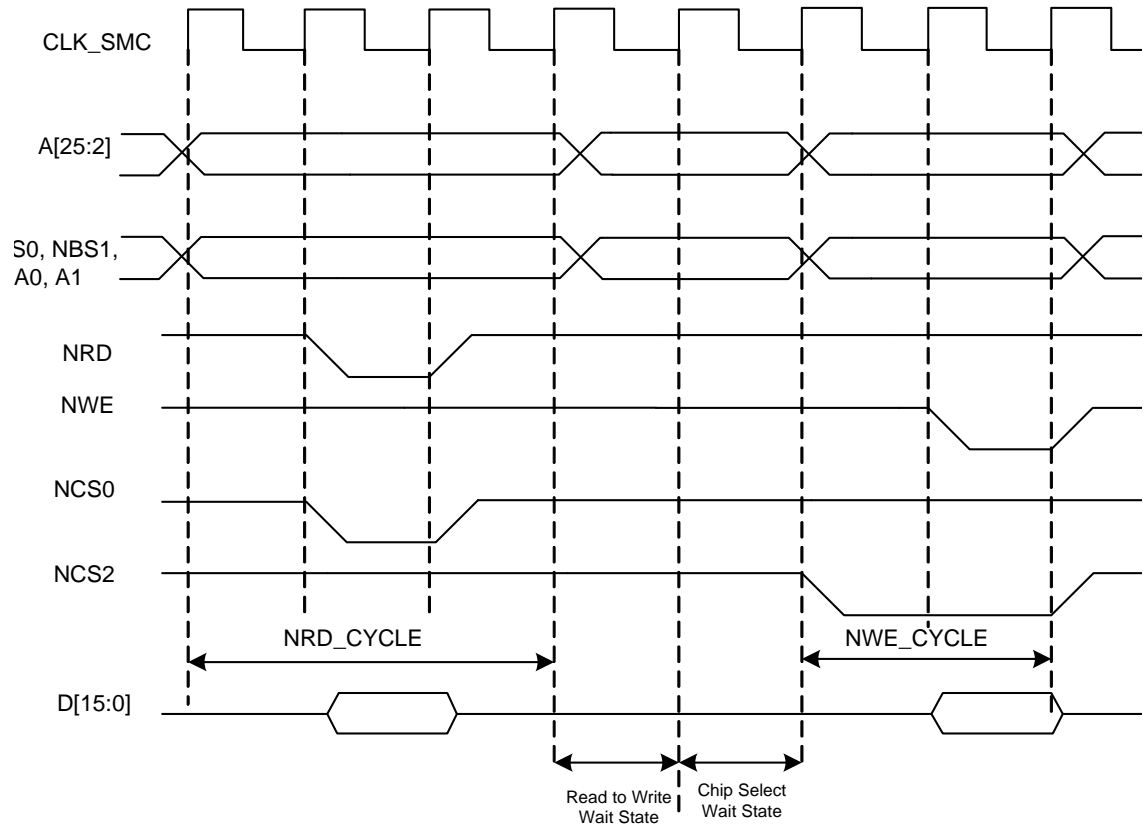 CLK_SMC
A[25:2]
S0, NBS1,
A0, A1
NRD
NWE
NCS0
NCS2
NRD_CYCLE
NWE_CYCLE
D[15:0]
Read to Write
Wait State
Chip Select
Wait State